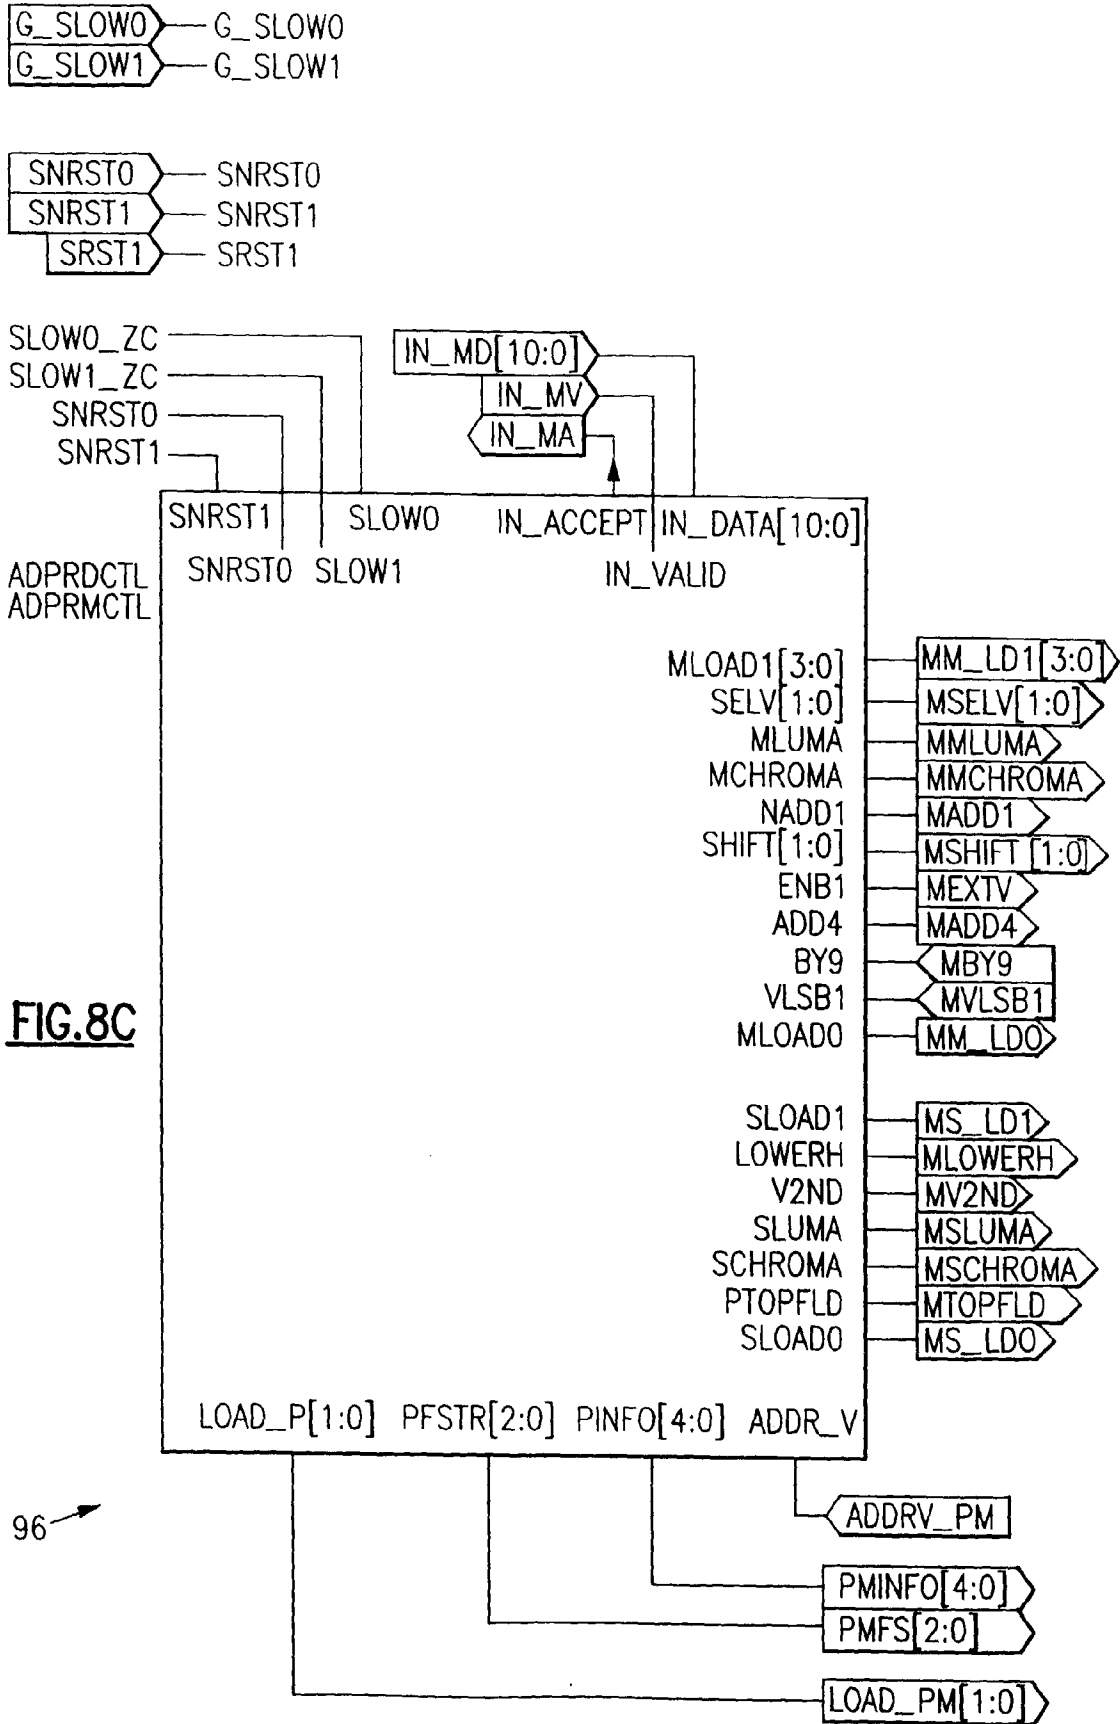 G_SLOW0 G_SLOW0
G_SLOW1 G_SLOW1
SNRST0 SNRST0
SNRST1 SNRST1
SRST1 SRST1
SLOW0_ZC
IN_MD[10:0]
SLOW1_ZC
IN_MV
SNRST0
IN_MA
SNRST1
SNRST1 SLOW0 IN_ACCEPT IN_DATA[10:0]
SNRST0 SLOW1 IN_VALID
ADPRDCTL
ADPRMCTL
MLOAD1[3:0] MM_LD1[3:0]
SELV[1:0] MSELV[1:0]
MLUMA MMLUMA
MCHROMA MMCHROMA
NADD1 MADD1
SHIFT[1:0] MSHIFT [1:0]
ENB1 MEXTV
ADD4 MADD4
BY9 MBY9
VLSB1 MVLSB1
FIG.8C
MLOAD0 MM_LD0
SLOAD1 MS_LD1
LOWERH MLOWERH
V2ND MV2ND
SLUMA MSLUMA
SCHROMA MSCHROMA
PTOPFLD MTOPFLD
SLOAD0 MS_LD0
LOAD_P[1:0] PFSTR[2:0] PINFO[4:0] ADDR_V
96
ADDRV_PM
PMINFO[4:0]
PMFS[2:0]
LOAD_PM[1:0]